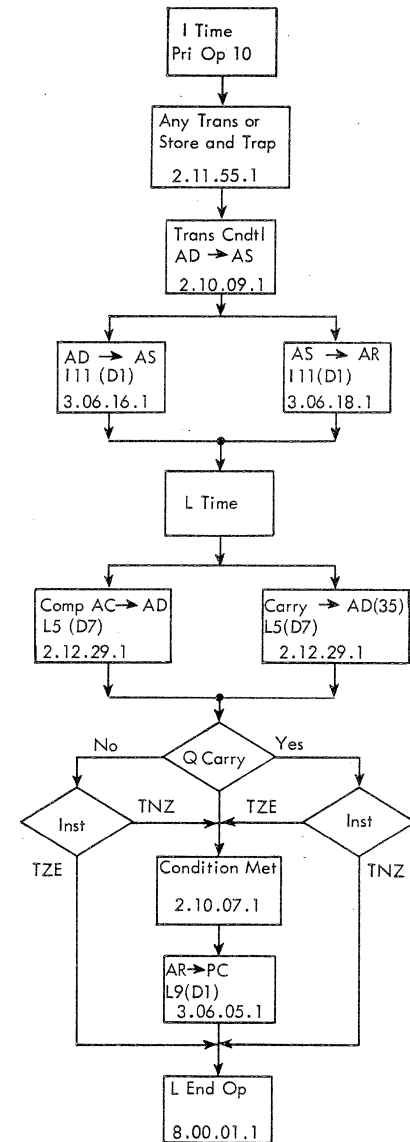 I Time
Pri Op 10
Any Trans or
Store and Trap
2.11.55.1
Trans Cndtl
AD → AS
2.10.09.1
AD → AS
I11 (D1)
3.06.16.1
AS → AR
I11(D1)
3.06.18.1
L Time
Comp AC→AD
L5 (D7)
2.12.29.1
Carry → AD(35)
L5(D7)
2.12.29.1
No
Q Carry
Yes
Inst
TNZ
TZE
Inst
TZE
TNZ
Condition Met
2.10.07.1
AR→PC
L9(D1)
3.06.05.1
L End Op
8.00.01.1